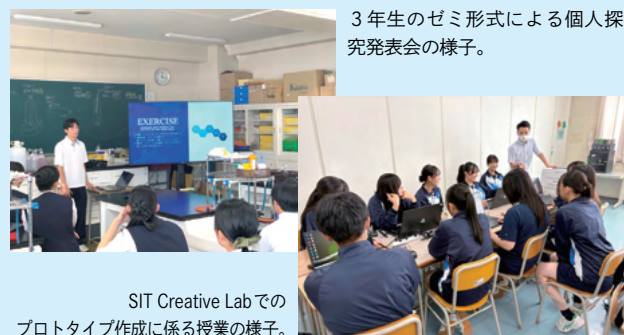 ３年生のゼミ形式による個人探
究発表会の様子。
EXERCISE
SIT Creative Labでの
プロトタイプ作成に係る授業の様子。